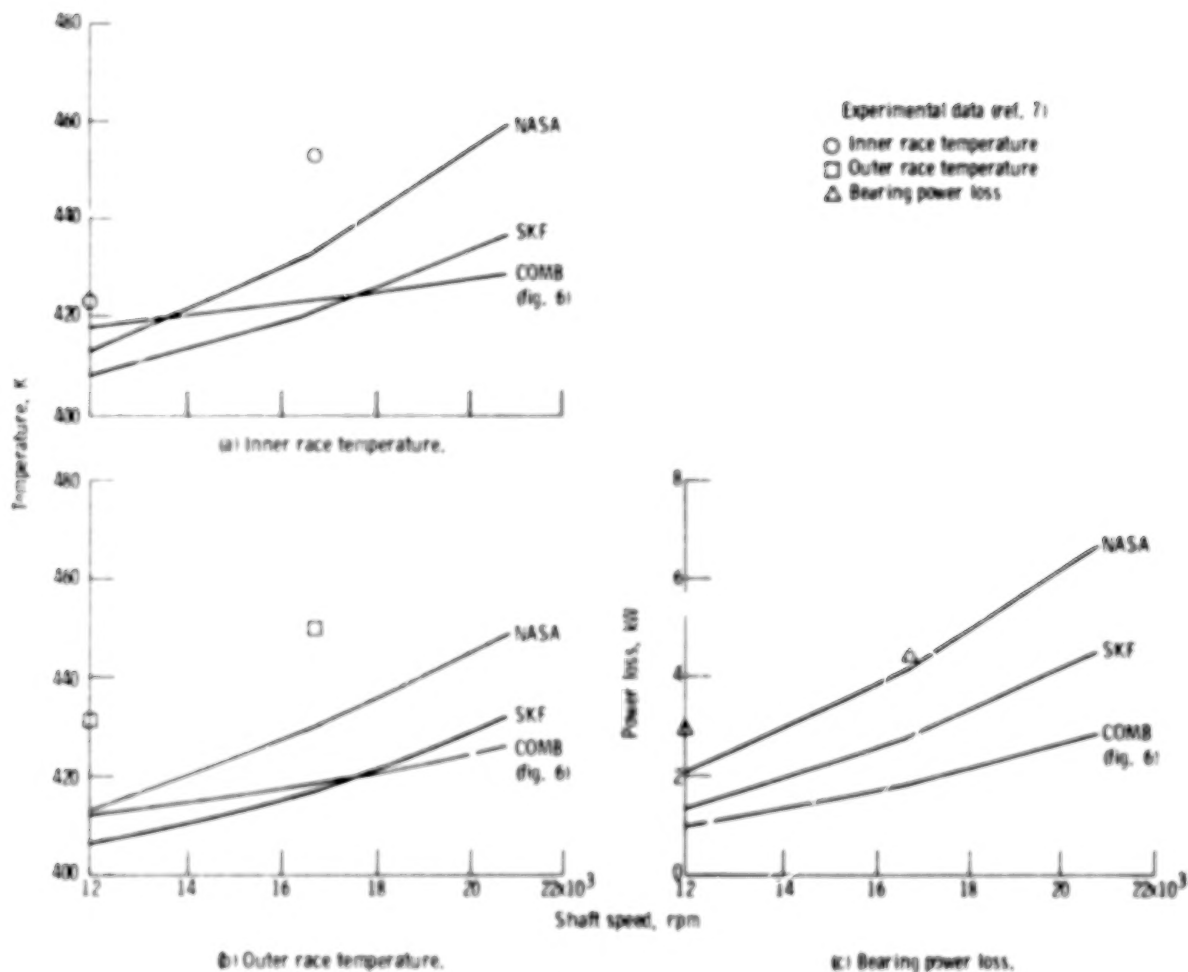 480
460
440
420
400
NASA
SKF
COMB
(fig. 6)
(a) Inner race temperature.
Experimental data (ref. 7)
Inner race temperature
Outer race temperature
Bearing power loss
Temperature, K
480
460
440
420
400
NASA
SKF
COMB
(fig. 6)
12 14 16 18 20 22x10³
(b) Outer race temperature.
Shaft speed, rpm
Power loss, kW
8
6
4
2
0
NASA
SKF
COMB
(fig. 6)
12 14 16 18 20 22x10³
(c) Bearing power loss.